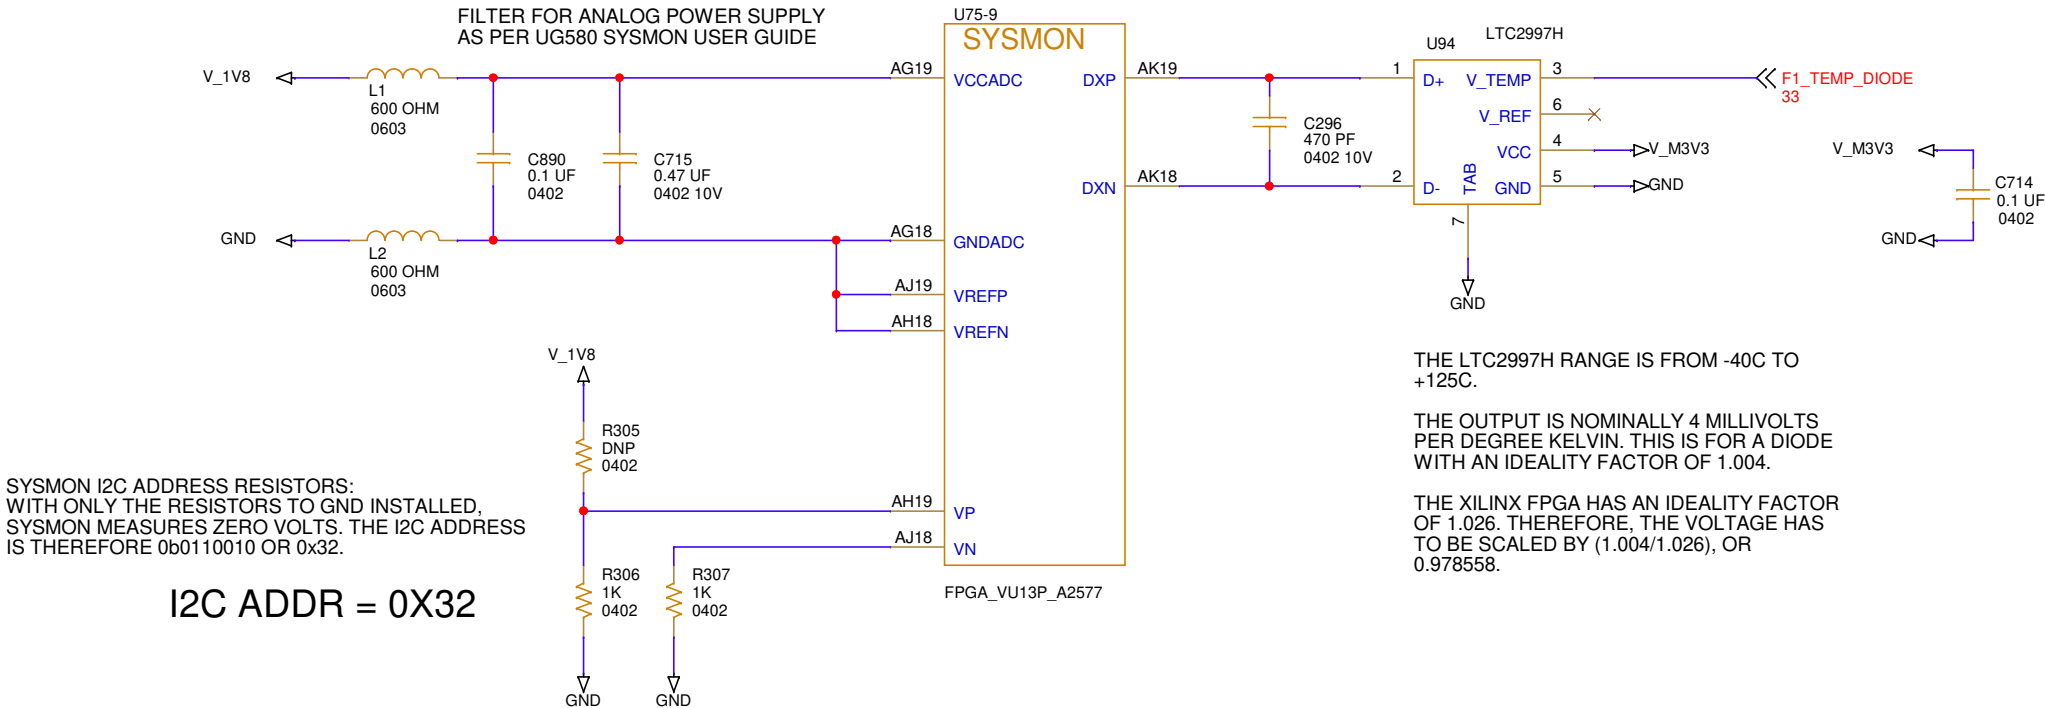 FILTER FOR ANALOG POWER SUPPLY
AS PER UG580 SYSMON USER GUIDE
V_1V8
L1
600 OHM
0603
C890
0.1 UF
0402
C715
0.47 UF
0402 10V
GND
L2
600 OHM
0603
U75-9
SYSMON
AG19
VCCADC
AG18
GNDADC
AJ19
VREFP
AH18
VREFN
AH19
VP
AJ18
VN
DXP
AK19
DXN
AK18
FPGA_VU13P_A2577
C296
470 PF
0402 10V
U94
LTC2997H
1
D+
2
D-
V_TEMP
3
V_REF
6
VCC
4
GND
5
TAB
7
GND
F1_TEMP_DIODE
33
V_M3V3
GND
V_M3V3
C714
0.1 UF
0402
GND
V_1V8
R305
DNP
0402
R306
1K
0402
R307
1K
0402
GND
GND
SYSMON I2C ADDRESS RESISTORS:
WITH ONLY THE RESISTORS TO GND INSTALLED,
SYSMON MEASURES ZERO VOLTS. THE I2C ADDRESS
IS THEREFORE 0b0110010 OR 0x32.
I2C ADDR = 0X32
THE LTC2997H RANGE IS FROM -40C TO
+125C.
THE OUTPUT IS NOMINALLY 4 MILLIVOLTS
PER DEGREE KELVIN. THIS IS FOR A DIODE
WITH AN IDEALITY FACTOR OF 1.004.
THE XILINX FPGA HAS AN IDEALITY FACTOR
OF 1.026. THEREFORE, THE VOLTAGE HAS
TO BE SCALED BY (1.004/1.026), OR
0.978558.